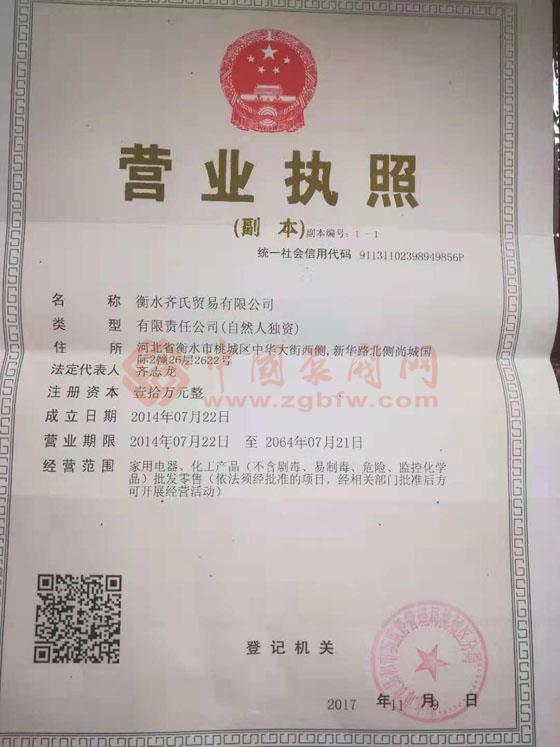 营业执照
(副 本) 副本编号: 1 - 1
统一社会信用代码 91131102398949856P
名 称 衡水齐氏贸易有限公司
类 型 有限责任公司(自然人独资)
住 所 河北省衡水市桃城区中华大街西侧,新华路北侧尚城国
际2幢26层2622号
法定代表人 齐志龙
注册资本 壹拾万元整
成立日期 2014年07月22日
营业期限 2014年07月22日 至 2064年07月21日
经营范围 家用电器、化工产品（不含剧毒、易制毒、危险、监控化学
品）批发零售（依法须经批准的项目，经相关部门批准后方
可开展经营活动）
中国泵阀网
www.zgbfw.com
登记机关
2017 年 11 月 9 日